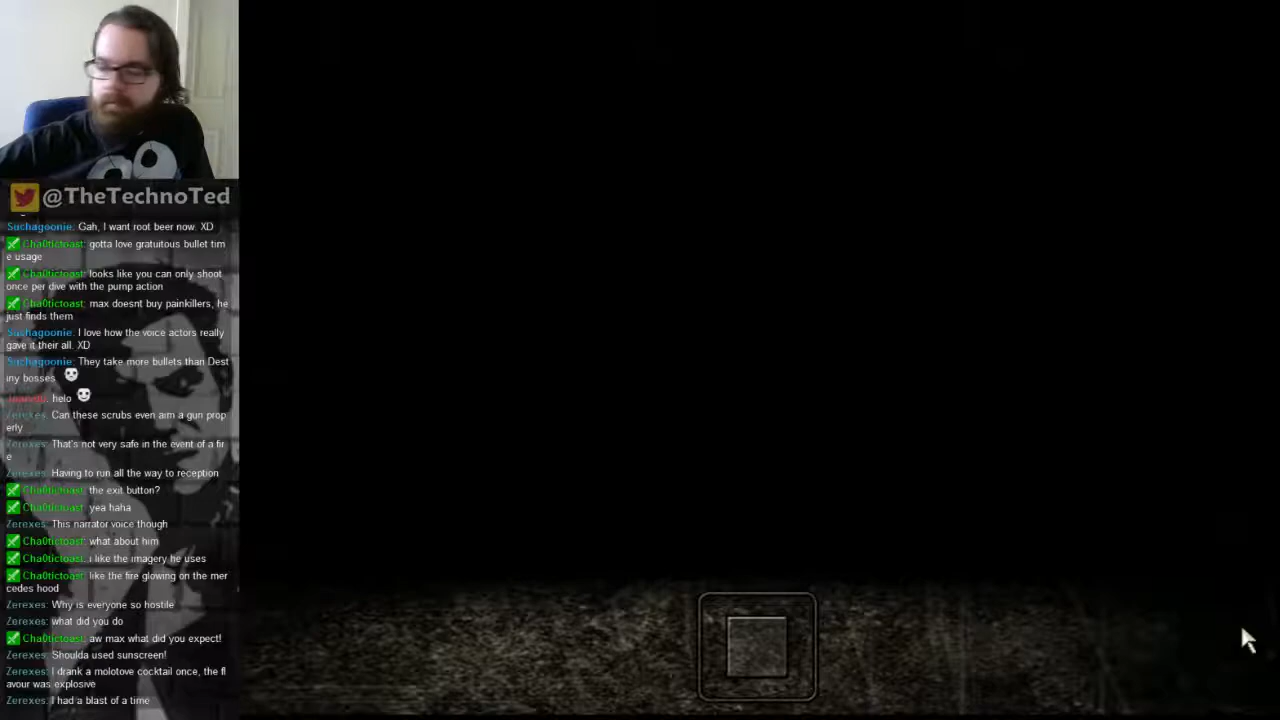 @TheTechnoTed
Suchagoonie: Gah, I want root beer now. XD
Cha0tictoast: gotta love gratuitous bullet tim
e usage
Cha0tictoast: looks like you can only shoot
once per dive with the pump action
Cha0tictoast: max doesnt buy painkillers, he
just finds them
Suchagoonie: I love how the voice actors really
gave it their all. XD
Suchagoonie: They take more bullets than Dest
iny bosses
helo
Zerexes: Can these scrubs even aim a gun prop
erly
Zerexes: That's not very safe in the event of a fir
e
Zerexes: Having to run all the way to reception
Cha0tictoast: the exit button?
Cha0tictoast: yea haha
Zerexes: This narrator voice though
Cha0tictoast: what about him
Cha0tictoast: i like the imagery he uses
Cha0tictoast: like the fire glowing on the mer
cedes hood
Zerexes: Why is everyone so hostile
Zerexes: what did you do
Cha0tictoast: aw max what did you expect!
Zerexes: Shoulda used sunscreen!
Zerexes: I drank a molotove cocktail once, the fl
avour was explosive
Zerexes: I had a blast of a time